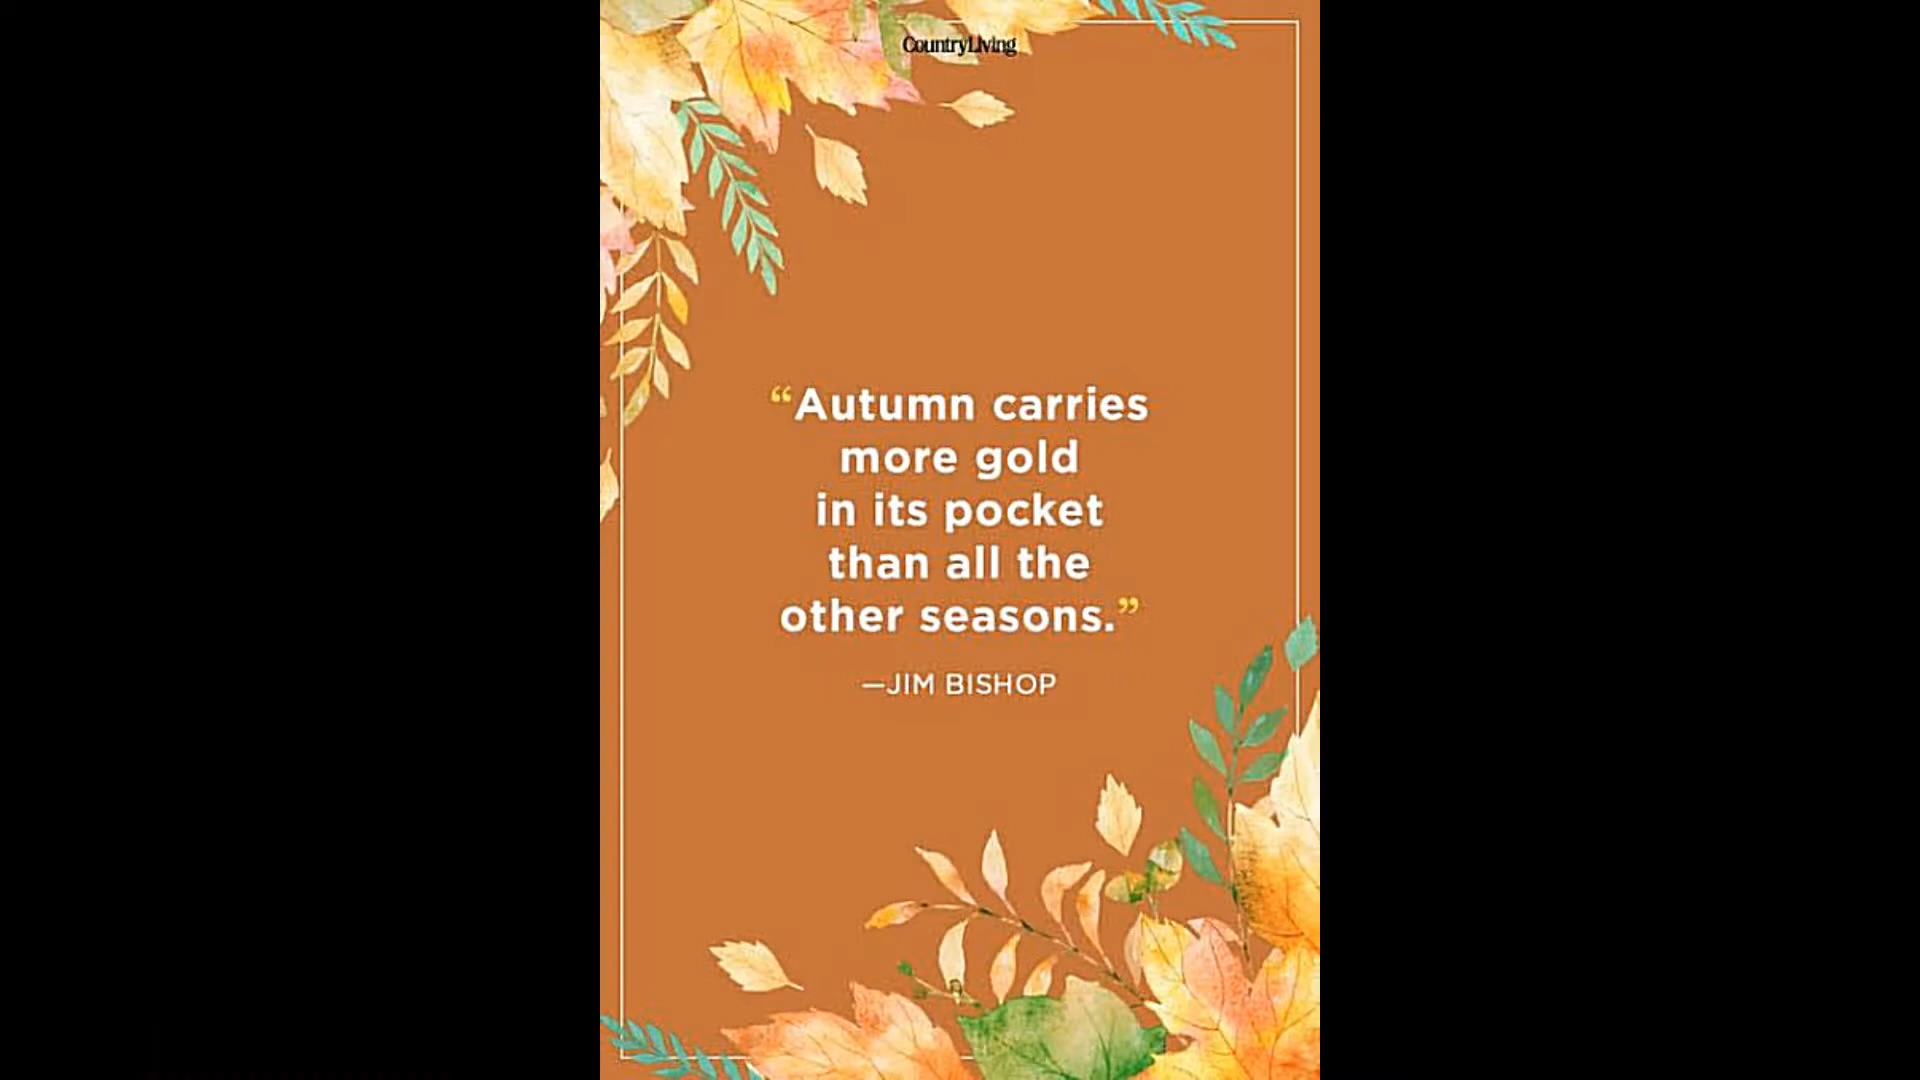 CountryLiving
“Autumn carries
more gold
in its pocket
than all the
other seasons.”
—JIM BISHOP